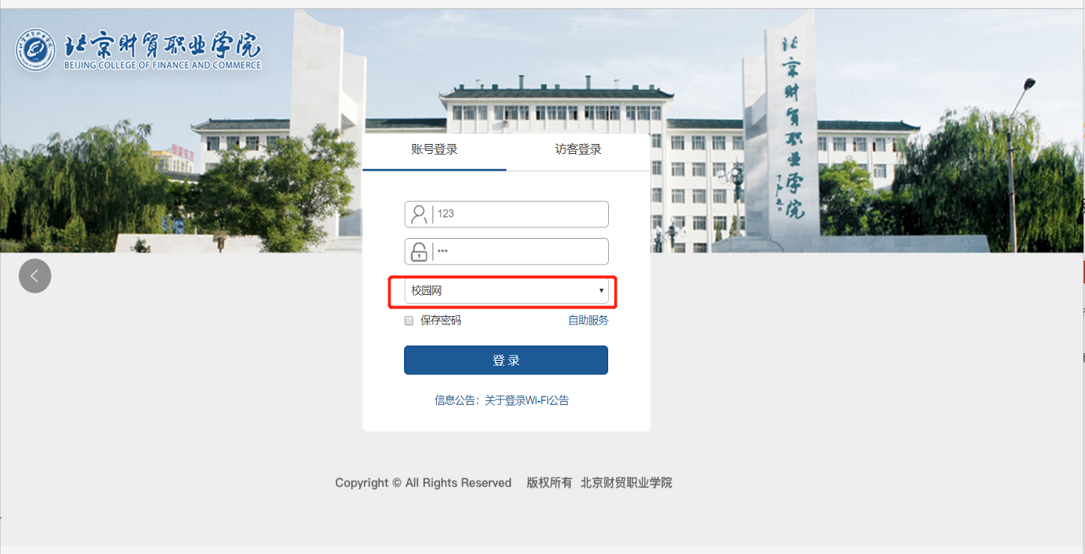 北京财贸职业学院
BEIJING COLLEGE OF FINANCE AND COMMERCE
北京财贸职业学院
账号登录 访客登录
123
***
校园网
保存密码 自助服务
登 录
信息公告：关于登录Wi-Fi公告
Copyright © All Rights Reserved 版权所有 北京财贸职业学院